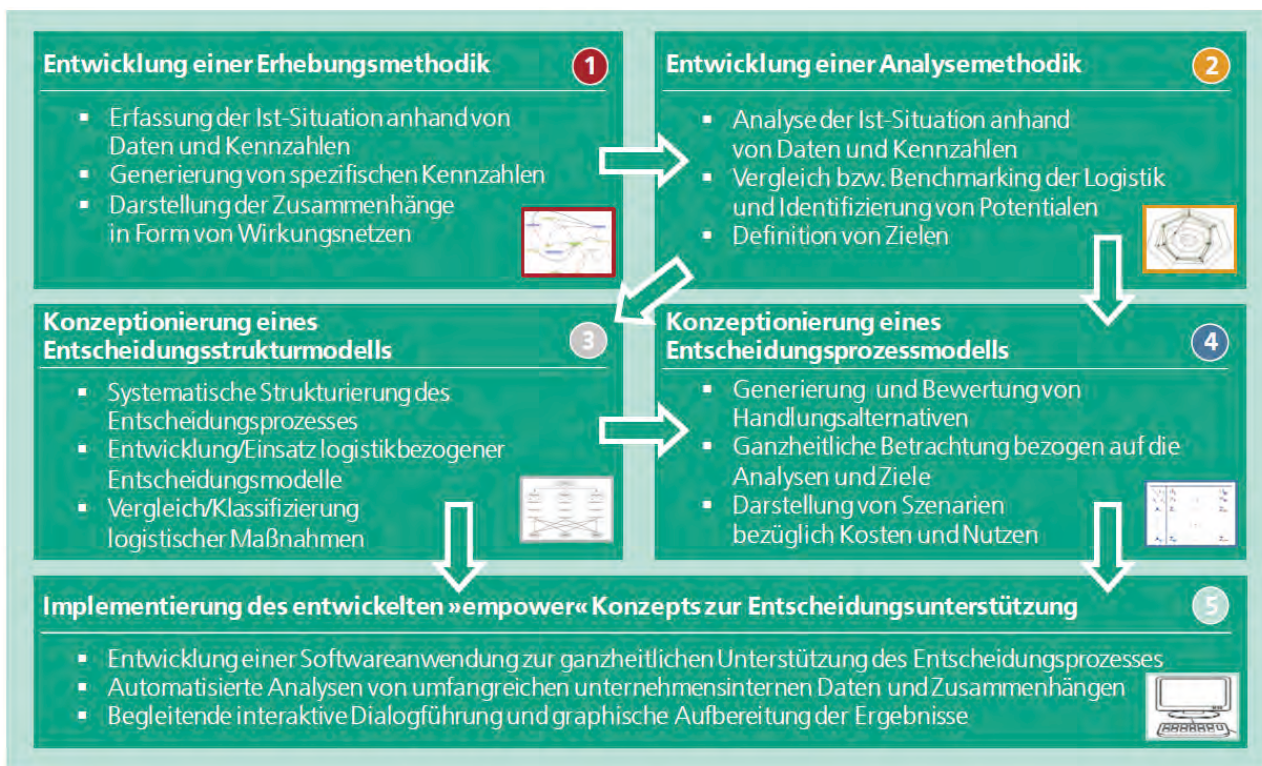 Entwicklung einer Erhebungsmethodik
1
▪ Erfassung der Ist-Situation anhand von
Daten und Kennzahlen
▪ Generierung von spezifischen Kennzahlen
▪ Darstellung der Zusammenhänge
in Form von Wirkungsnetzen
Entwicklung einer Analysemethodik
2
▪ Analyse der Ist-Situation anhand
von Daten und Kennzahlen
▪ Vergleich bzw. Benchmarking der Logistik
und Identifizierung von Potentialen
▪ Definition von Zielen
Konzeptionierung eines
Entscheidungsstrukturmodells
3
▪ Systematische Strukturierung des
Entscheidungsprozesses
▪ Entwicklung/Einsatz logistikbezogener
Entscheidungsmodelle
▪ Vergleich/Klassifizierung
logistischer Maßnahmen
Konzeptionierung eines
Entscheidungsprozessmodells
4
▪ Generierung und Bewertung von
Handlungsalternativen
▪ Ganzheitliche Betrachtung bezogen auf die
Analysen und Ziele
▪ Darstellung von Szenarien
bezüglich Kosten und Nutzen
Implementierung des entwickelten »empower« Konzepts zur Entscheidungsunterstützung
5
▪ Entwicklung einer Softwareanwendung zur ganzheitlichen Unterstützung des Entscheidungsprozesses
▪ Automatisierte Analysen von umfangreichen unternehmensinternen Daten und Zusammenhängen
▪ Begleitende interaktive Dialogführung und graphische Aufbereitung der Ergebnisse